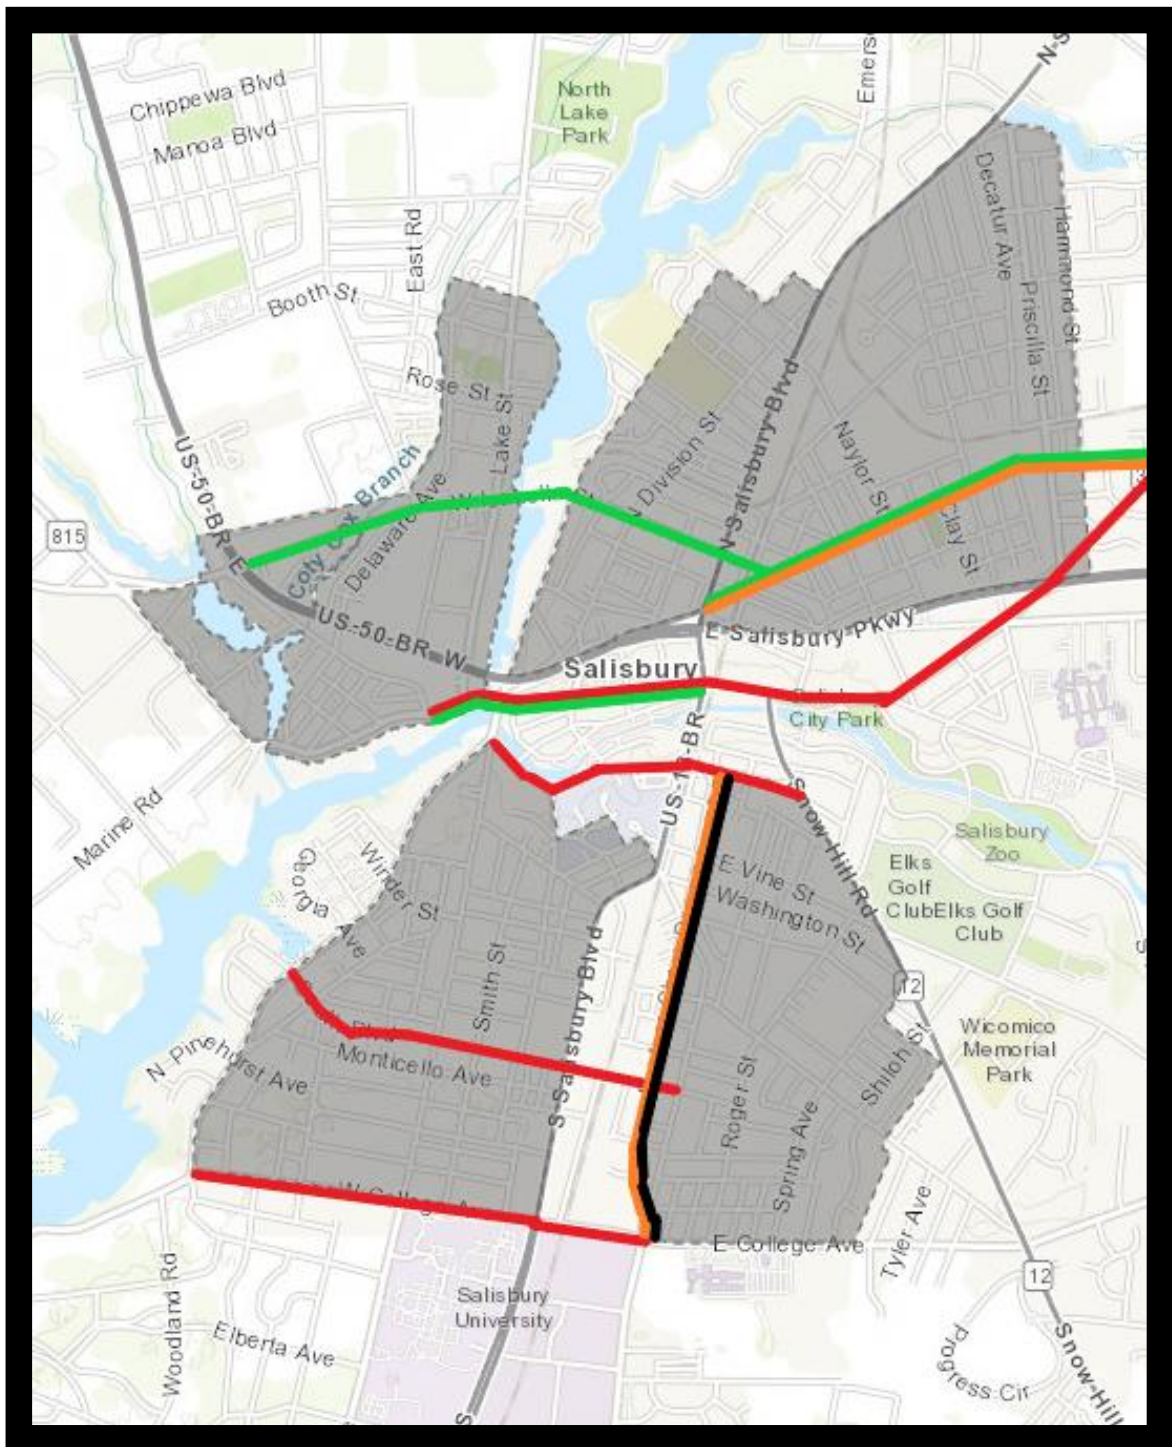 N-S
Chippewa Blvd
Manoa Blvd
North
Lake
Park
Emers
East Rd
Booth St
Decatur Ave
Hammond St
Priscilla St
Rose St
Lake St
N Division St
N-Salisbury-Blvd
Naylor St
Clay St
US-50-BR-E
Coty Cox Branch
Delaware Ave
815
US-50-BR-W
E-Salisbury-Pkwy
Salisbury
City Park
US-13-BR
Snow-Hill-Rd
Marine Rd
Georgia Ave
Winder St
E Vine St
Washington St
Salisbury
Zoo
Elks
Golf
Club
Elks Golf
Club
Smith St
S-Salisbury-Blvd
12
Wicomico
Memorial
Park
N-Pinehurst Ave
Monticello Ave
Roger St
Shiloh St
Spring Ave
W-College A
E-College Ave
Tyler Ave
Woodland Rd
Salisbury
University
12
Elberta Ave
Snow-Hill
S